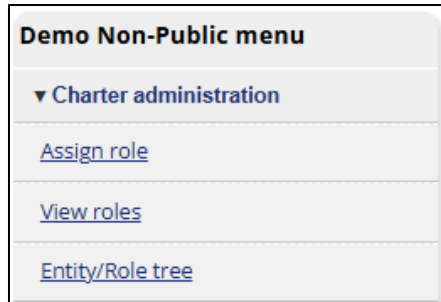 Demo Non-Public menu
▾ Charter administration
Assign role
View roles
Entity/Role tree